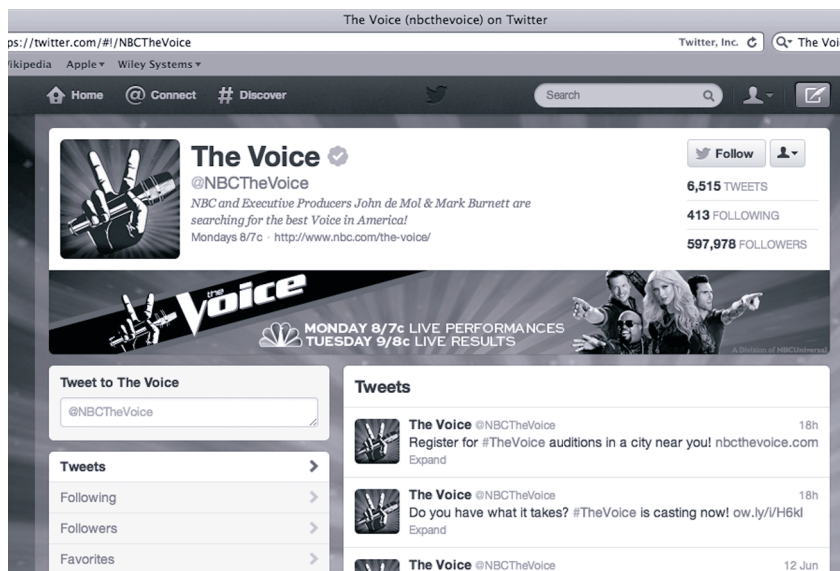 The Voice (nbcthevoice) on Twitter
ps://twitter.com/#!/NBCTheVoice
Twitter, Inc.
The Voi
ikipedia Apple Wiley Systems
Home @ Connect # Discover
Search
The Voice
@NBCTheVoice
NBC and Executive Producers John de Mol & Mark Burnett are
searching for the best Voice in America!
Mondays 8/7c · http://www.nbc.com/the-voice/
Follow
6,515 TWEETS
413 FOLLOWING
597,978 FOLLOWERS
the
Voice
MONDAY 8/7c LIVE PERFORMANCES
TUESDAY 9/8c LIVE RESULTS
A Division of NBCUniversal
Tweet to The Voice
@NBCTheVoice
Tweets
Following
Followers
Favorites
Tweets
The Voice @NBCTheVoice 18h
Register for #TheVoice auditions in a city near you! nbcthevoice.com
Expand
The Voice @NBCTheVoice 18h
Do you have what it takes? #TheVoice is casting now! ow.ly/i/H6kI
Expand
The Voice @NBCTheVoice 12 Jun